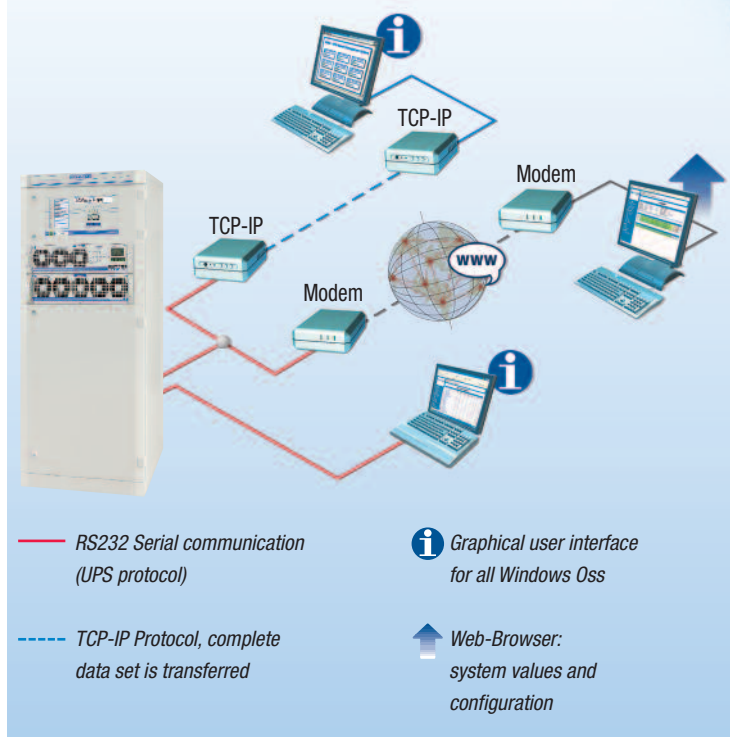 TCP-IP
Modem
TCP-IP
www
Modem
RS232 Serial communication
(UPS protocol)
Graphical user interface
for all Windows Oss
TCP-IP Protocol, complete
data set is transferred
Web-Browser:
system values and
configuration